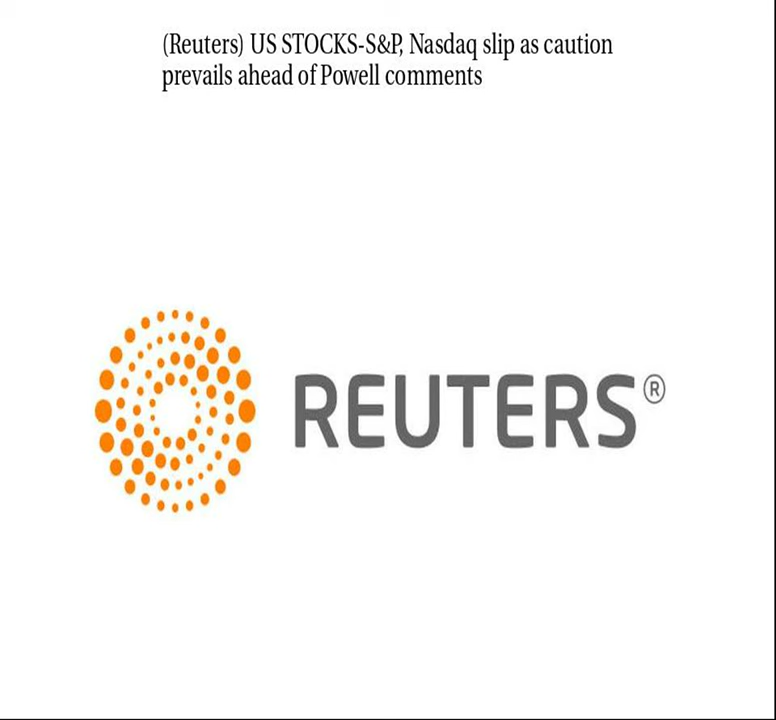 (Reuters) US STOCKS-S&P, Nasdaq slip as caution
prevails ahead of Powell comments
REUTERS®